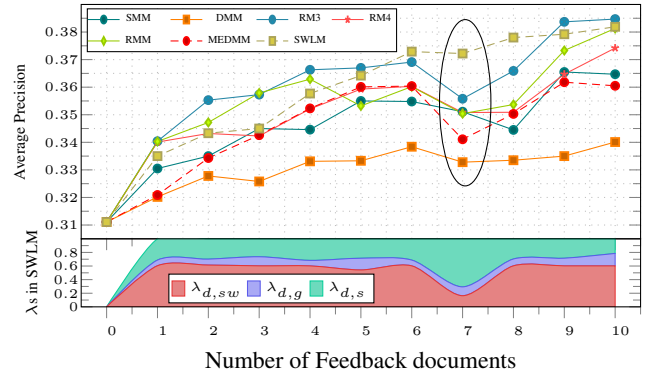 SMM DMM RM3 RM4
RMM MEDMM SWLM
Average Precision
0.38
0.37
0.36
0.35
0.34
0.33
0.32
0.31
λs in SWLM
0.8
0.6
0.4
0.2
0
λd,sw λd,g λd,s
0 1 2 3 4 5 6 7 8 9 10
Number of Feedback documents